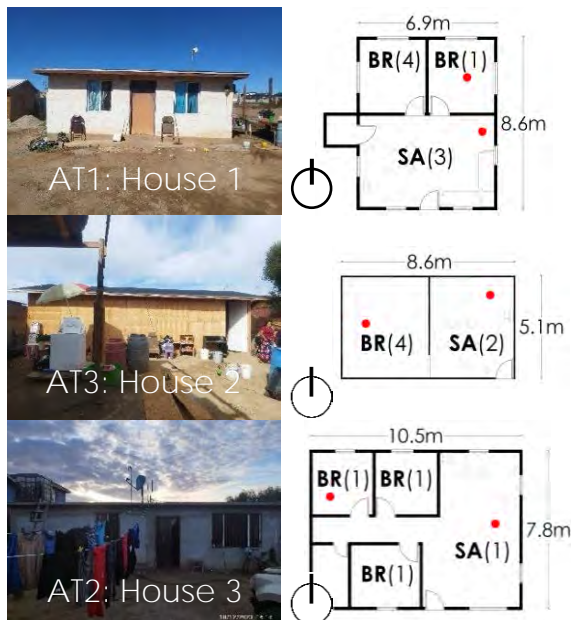 6.9m
BR(4) BR(1)
8.6m
SA(3)
AT1: House 1
8.6m
5.1m
BR(4) SA(2)
AT3: House 2
10.5m
BR(1) BR(1)
SA(1)
7.8m
BR(1)
AT2: House 3